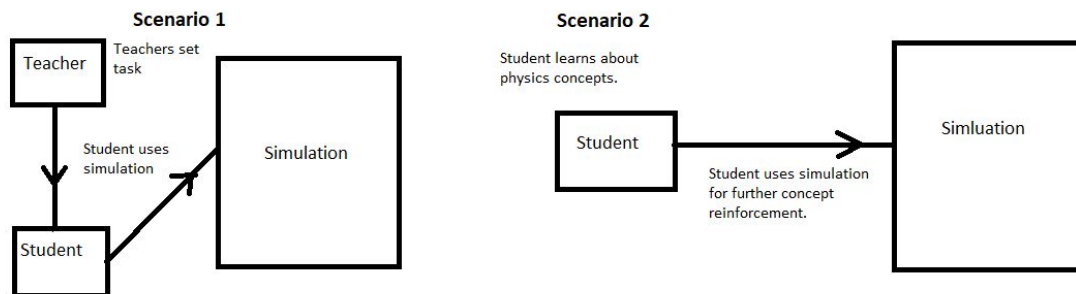 Scenario 1
Teacher
Teachers set
task
Student uses
simulation
Simulation
Student
Scenario 2
Student learns about
physics concepts.
Student
Simluation
Student uses simulation
for further concept
reinforcement.